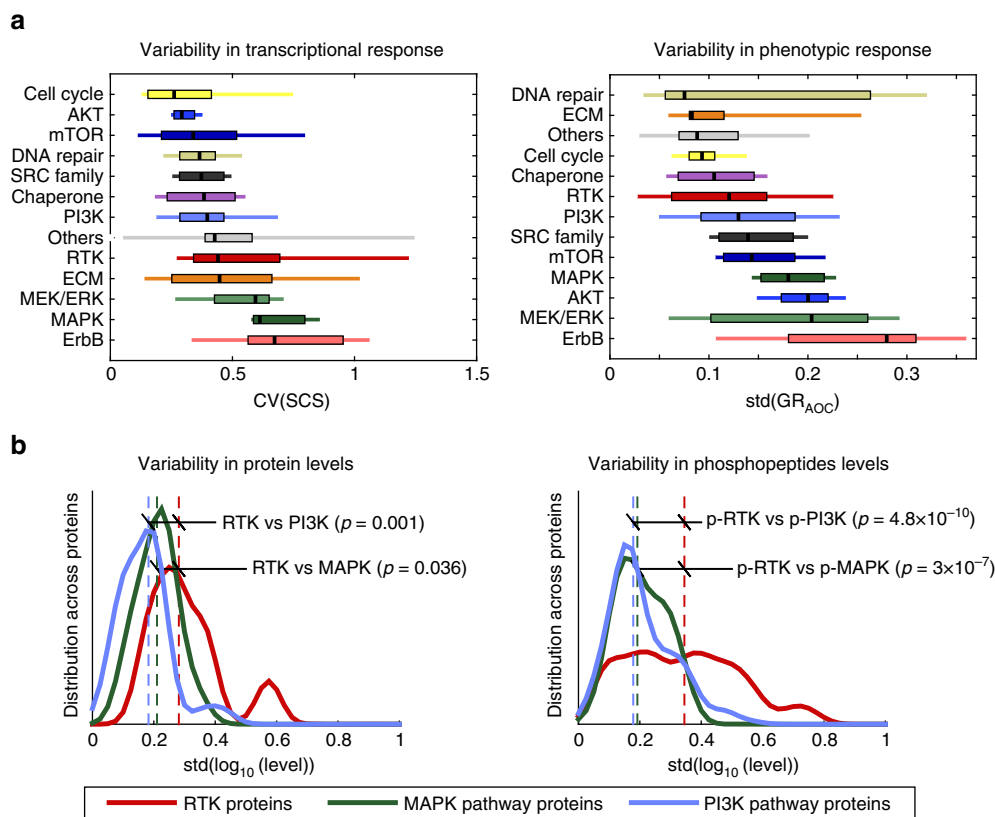 a
Variability in transcriptional response
Cell cycle
AKT
mTOR
DNA repair
SRC family
Chaperone
PI3K
Others
RTK
ECM
MEK/ERK
MAPK
ErbB
0 0.5 1 1.5
CV(SCS)
Variability in phenotypic response
DNA repair
ECM
Others
Cell cycle
Chaperone
RTK
PI3K
SRC family
mTOR
MAPK
AKT
MEK/ERK
ErbB
0 0.1 0.2 0.3
std(GR_AOC)
b
Variability in protein levels
Distribution across proteins
RTK vs PI3K (p = 0.001)
RTK vs MAPK (p = 0.036)
0 0.2 0.4 0.6 0.8 1
std(log₁₀ (level))
Variability in phosphopeptides levels
Distribution across proteins
p-RTK vs p-PI3K (p = 4.8×10⁻¹⁰)
p-RTK vs p-MAPK (p = 3×10⁻⁷)
0 0.2 0.4 0.6 0.8 1
std(log₁₀ (level))
RTK proteins MAPK pathway proteins PI3K pathway proteins